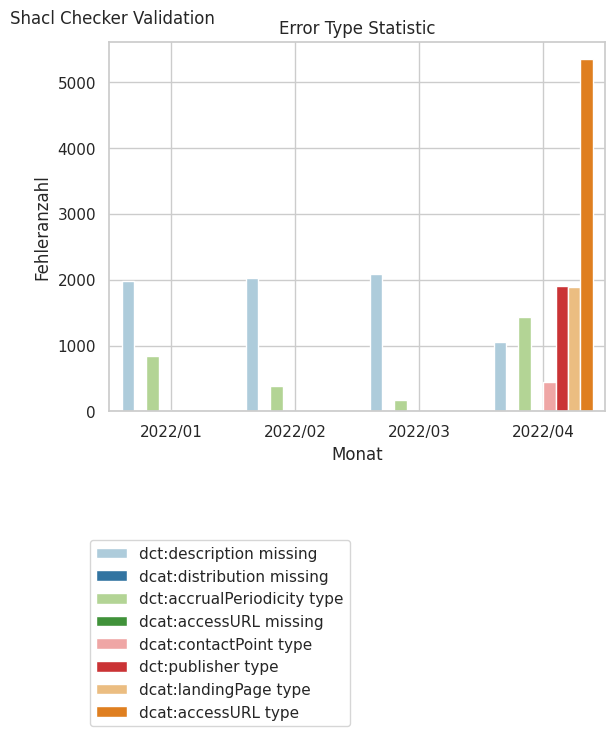 Shacl Checker Validation
Error Type Statistic
Fehleranzahl
5000
4000
3000
2000
1000
0
2022/01 2022/02 2022/03 2022/04
Monat
dct:description missing
dcat:distribution missing
dct:accrualPeriodicity type
dcat:accessURL missing
dcat:contactPoint type
dct:publisher type
dcat:landingPage type
dcat:accessURL type